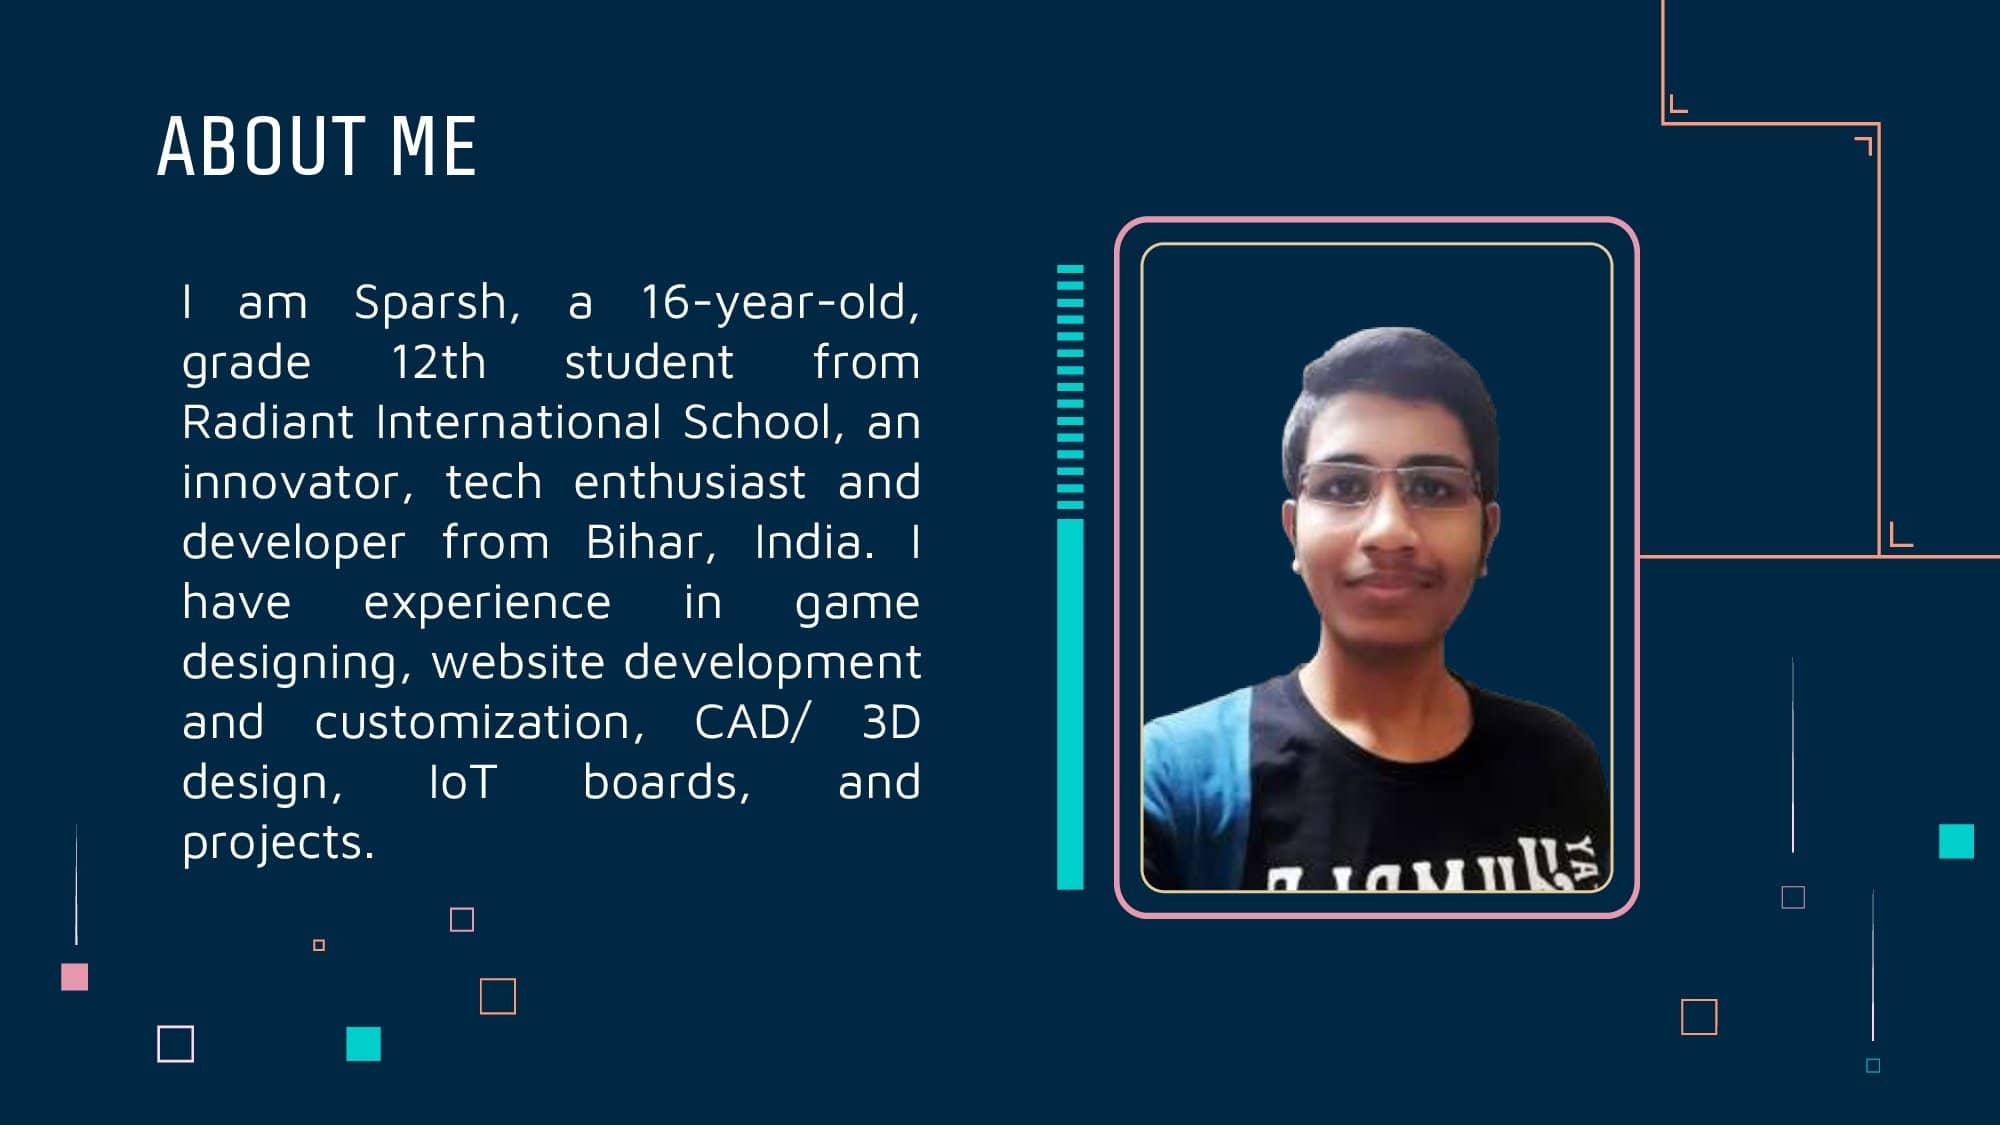 ABOUT ME
I am Sparsh, a 16-year-old,
grade 12th student from
Radiant International School, an
innovator, tech enthusiast and
developer from Bihar, India. I
have experience in game
designing, website development
and customization, CAD/ 3D
design, IoT boards, and
projects.